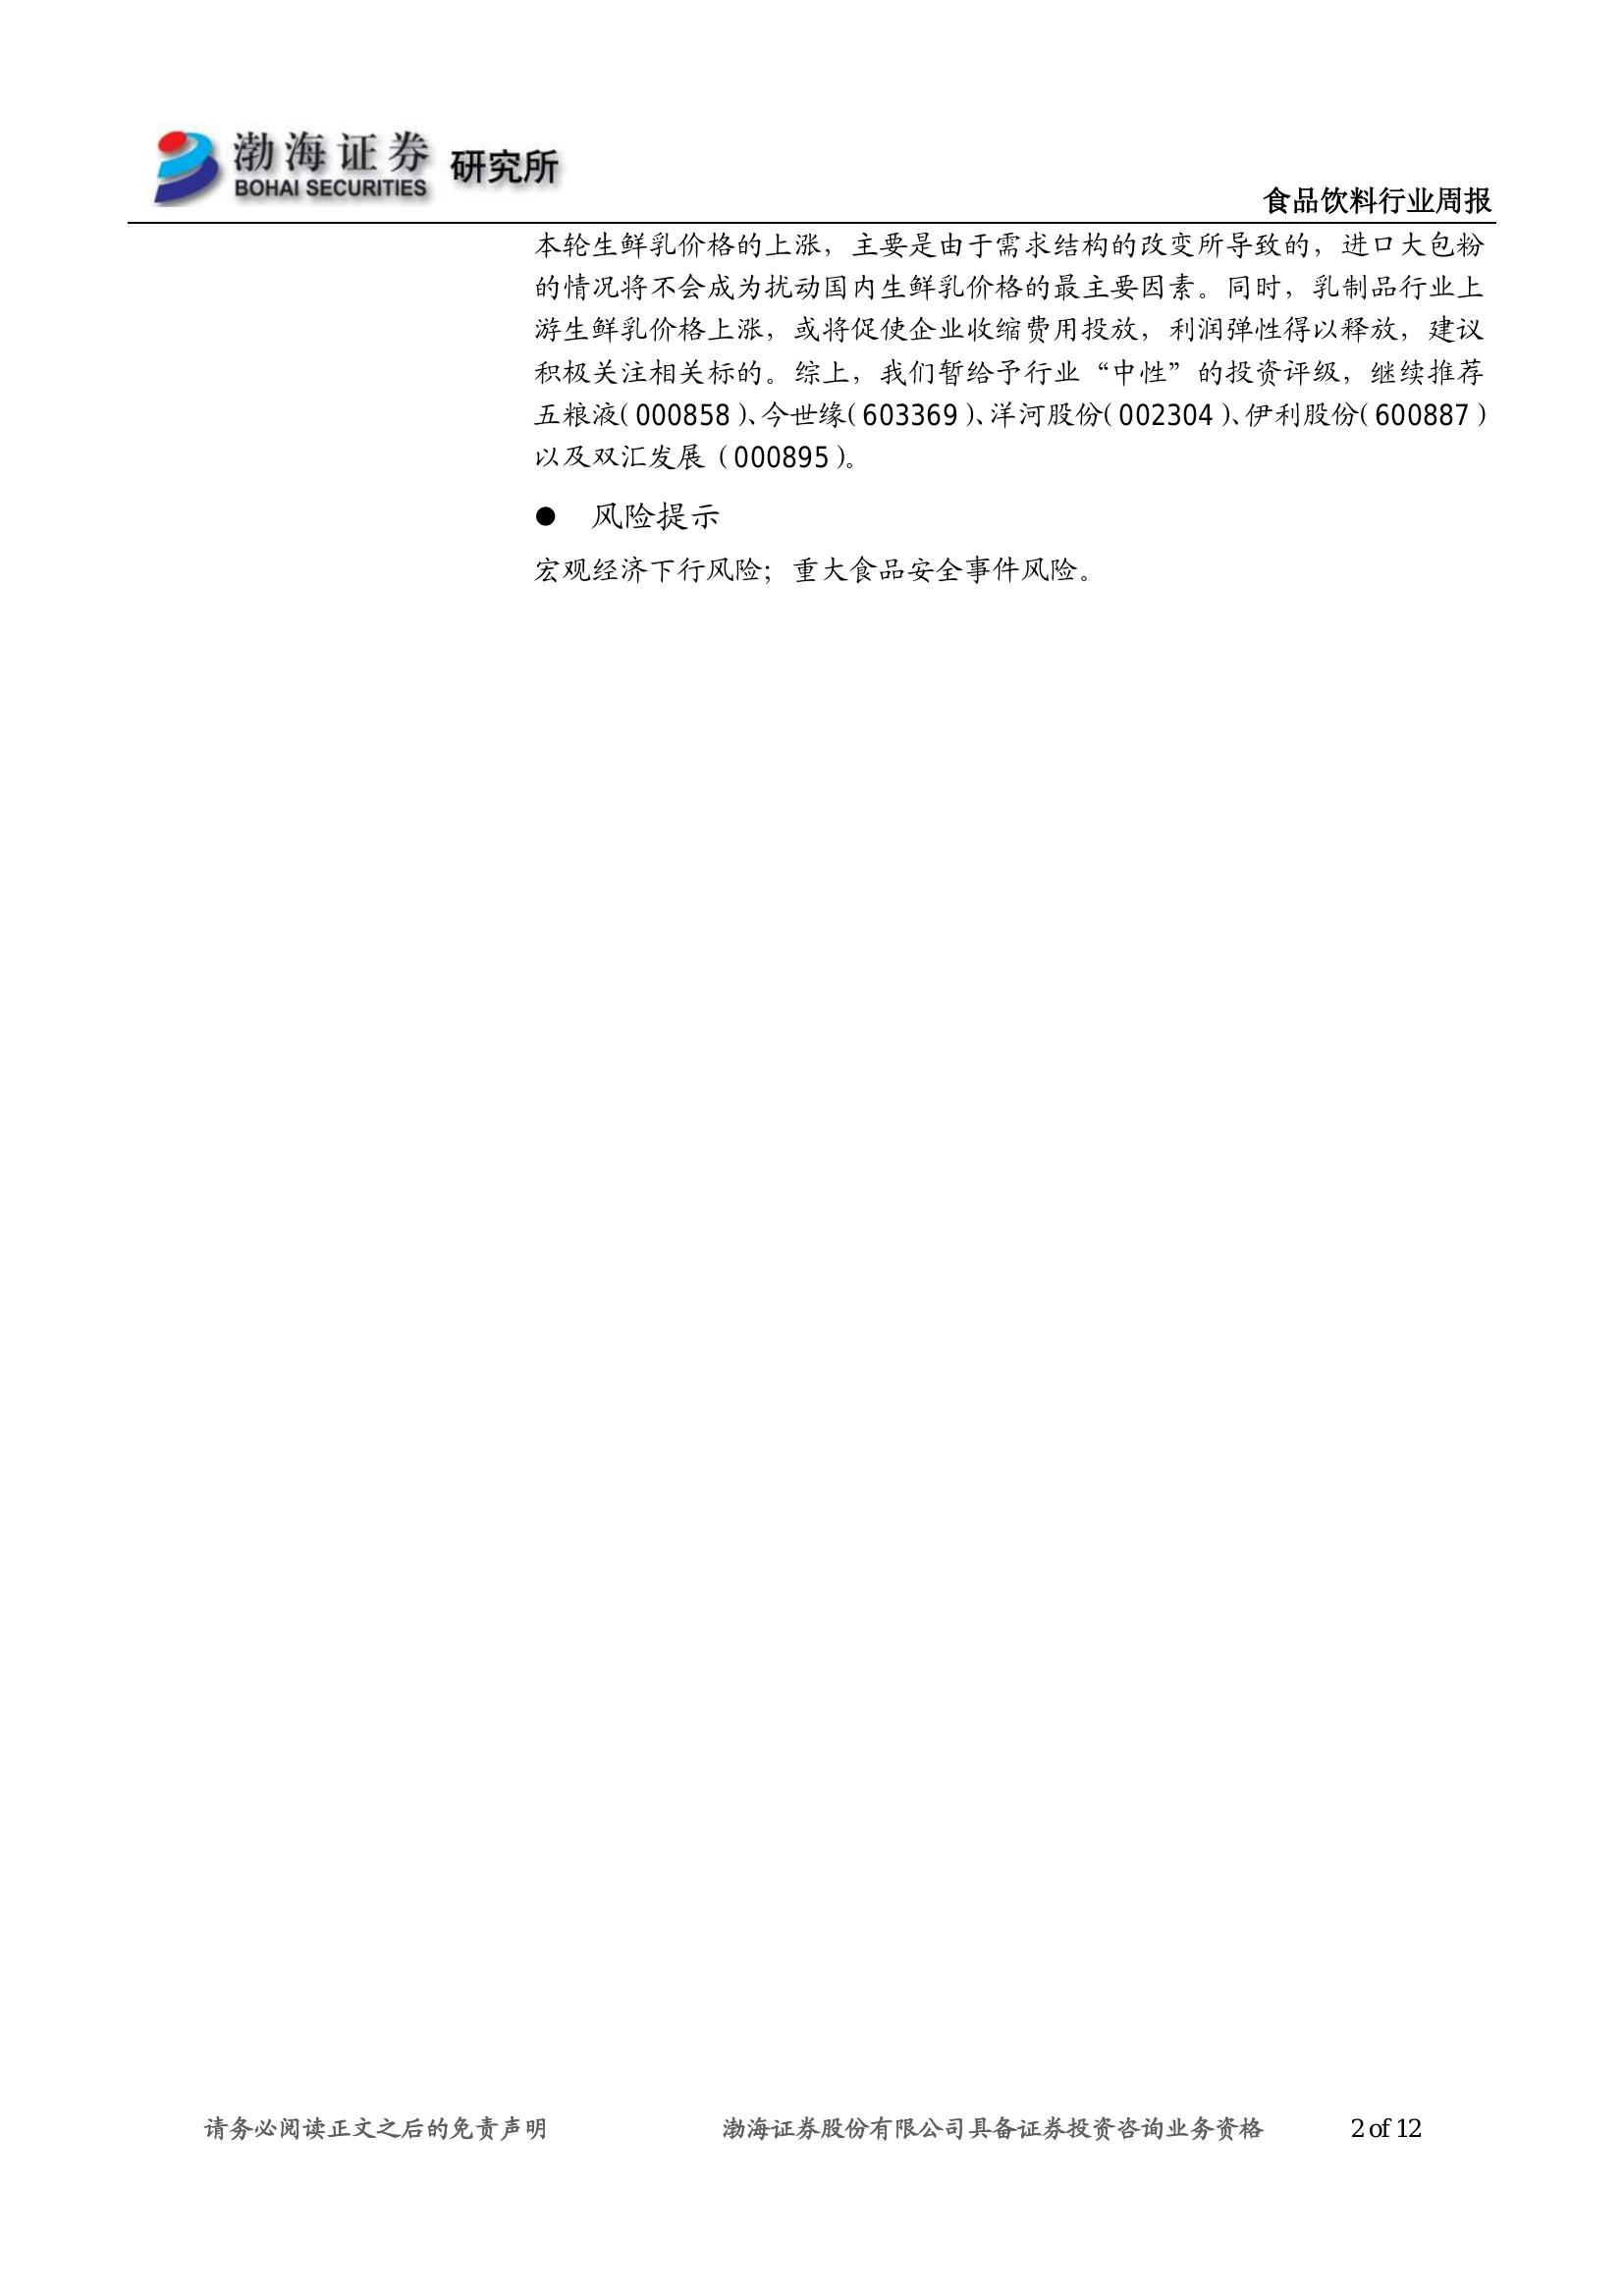 渤海证券
BOHAI SECURITIES
研究所
食品饮料行业周报
本轮生鲜乳价格的上涨，主要是由于需求结构的改变所导致的，进口大包粉
的情况将不会成为扰动国内生鲜乳价格的最主要因素。同时，乳制品行业上
游生鲜乳价格上涨，或将促使企业收缩费用投放，利润弹性得以释放，建议
积极关注相关标的。综上，我们暂给予行业“中性”的投资评级，继续推荐
五粮液（000858）、今世缘（603369）、洋河股份（002304）、伊利股份（600887）
以及双汇发展（000895）。
● 风险提示
宏观经济下行风险；重大食品安全事件风险。
请务必阅读正文之后的免责声明 渤海证券股份有限公司具备证券投资咨询业务资格 2 of 12